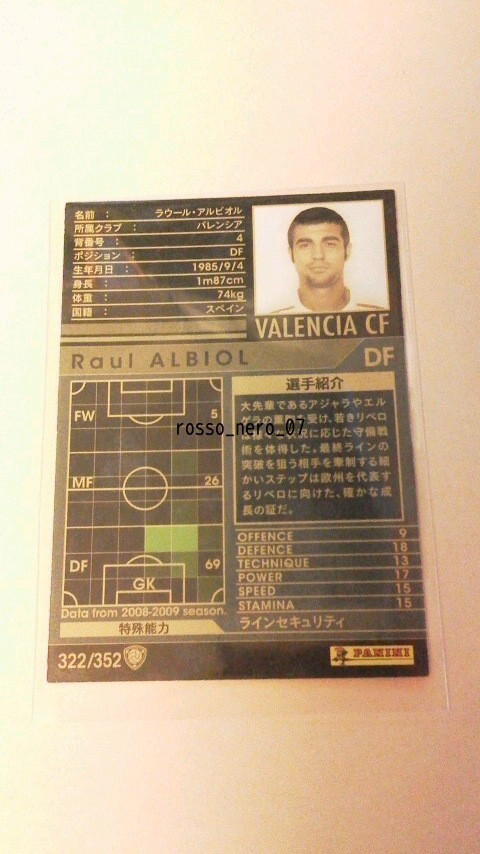 名前 : ラウール・アルビオル
所属クラブ : バレンシア
背番号 : 4
ポジション : DF
生年月日 : 1985/9/4
身長 : 1m87cm
体重 : 74kg
国籍 : スペイン
VALENCIA CF
Raul ALBIOL DF
FW 5
MF 26
DF 69
GK
Data from 2008-2009 season.
選手紹介
大先輩であるアジャラやエル
ゲラの
受け、若きリベロ
rosso_nero_07
に応じた守備戦
術を体得した。最終ラインの
突破を狙う相手を牽制する細
かいステップは欧州を代表す
るリベロに向けた、確かな成
長の証だ。
OFFENCE 9
DEFENCE 18
TECHNIQUE 13
POWER 17
SPEED 15
STAMINA 15
特殊能力 ラインセキュリティ
322/352
PANINI